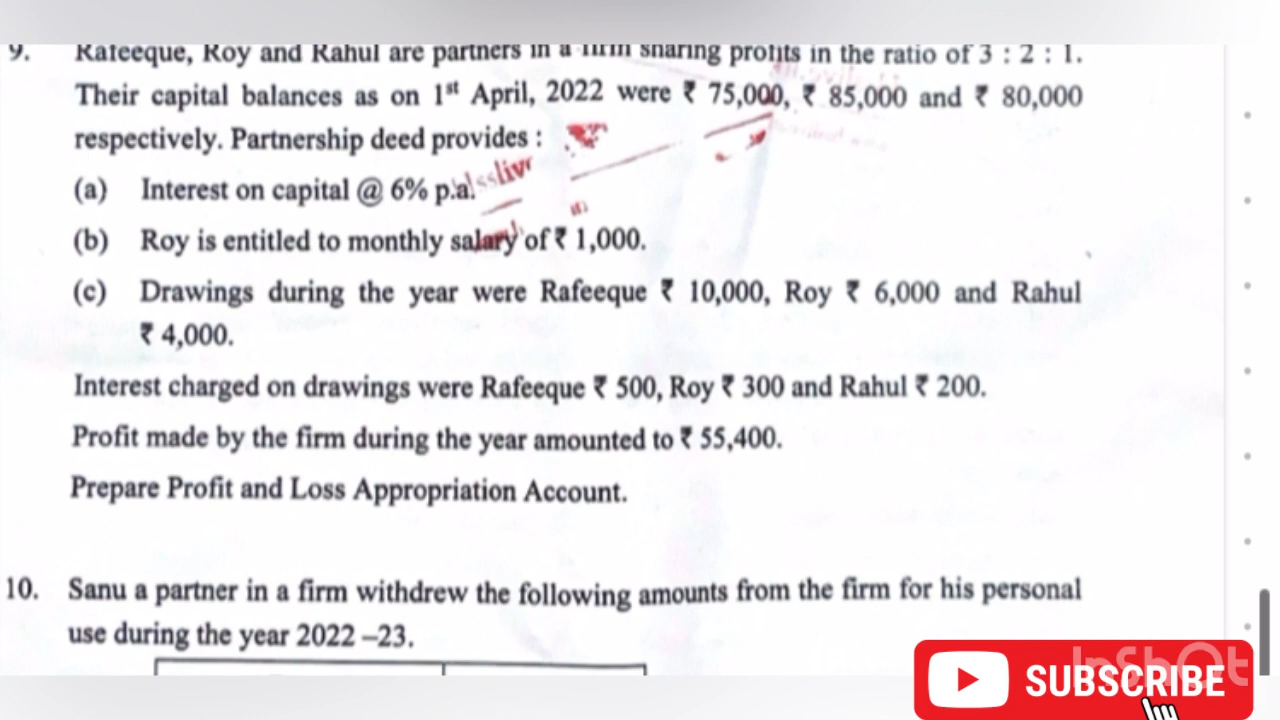 9. Rafeeque, Roy and Rahul are partners in a firm sharing profits in the ratio of 3 : 2 : 1.
Their capital balances as on 1st April, 2022 were ₹ 75,000, ₹ 85,000 and ₹ 80,000
respectively. Partnership deed provides :
(a) Interest on capital @ 6% p.a.
(b) Roy is entitled to monthly salary of ₹ 1,000.
(c) Drawings during the year were Rafeeque ₹ 10,000, Roy ₹ 6,000 and Rahul
₹ 4,000.
Interest charged on drawings were Rafeeque ₹ 500, Roy ₹ 300 and Rahul ₹ 200.
Profit made by the firm during the year amounted to ₹ 55,400.
Prepare Profit and Loss Appropriation Account.
10. Sanu a partner in a firm withdrew the following amounts from the firm for his personal
use during the year 2022 –23.
InShOt
SUBSCRIBE